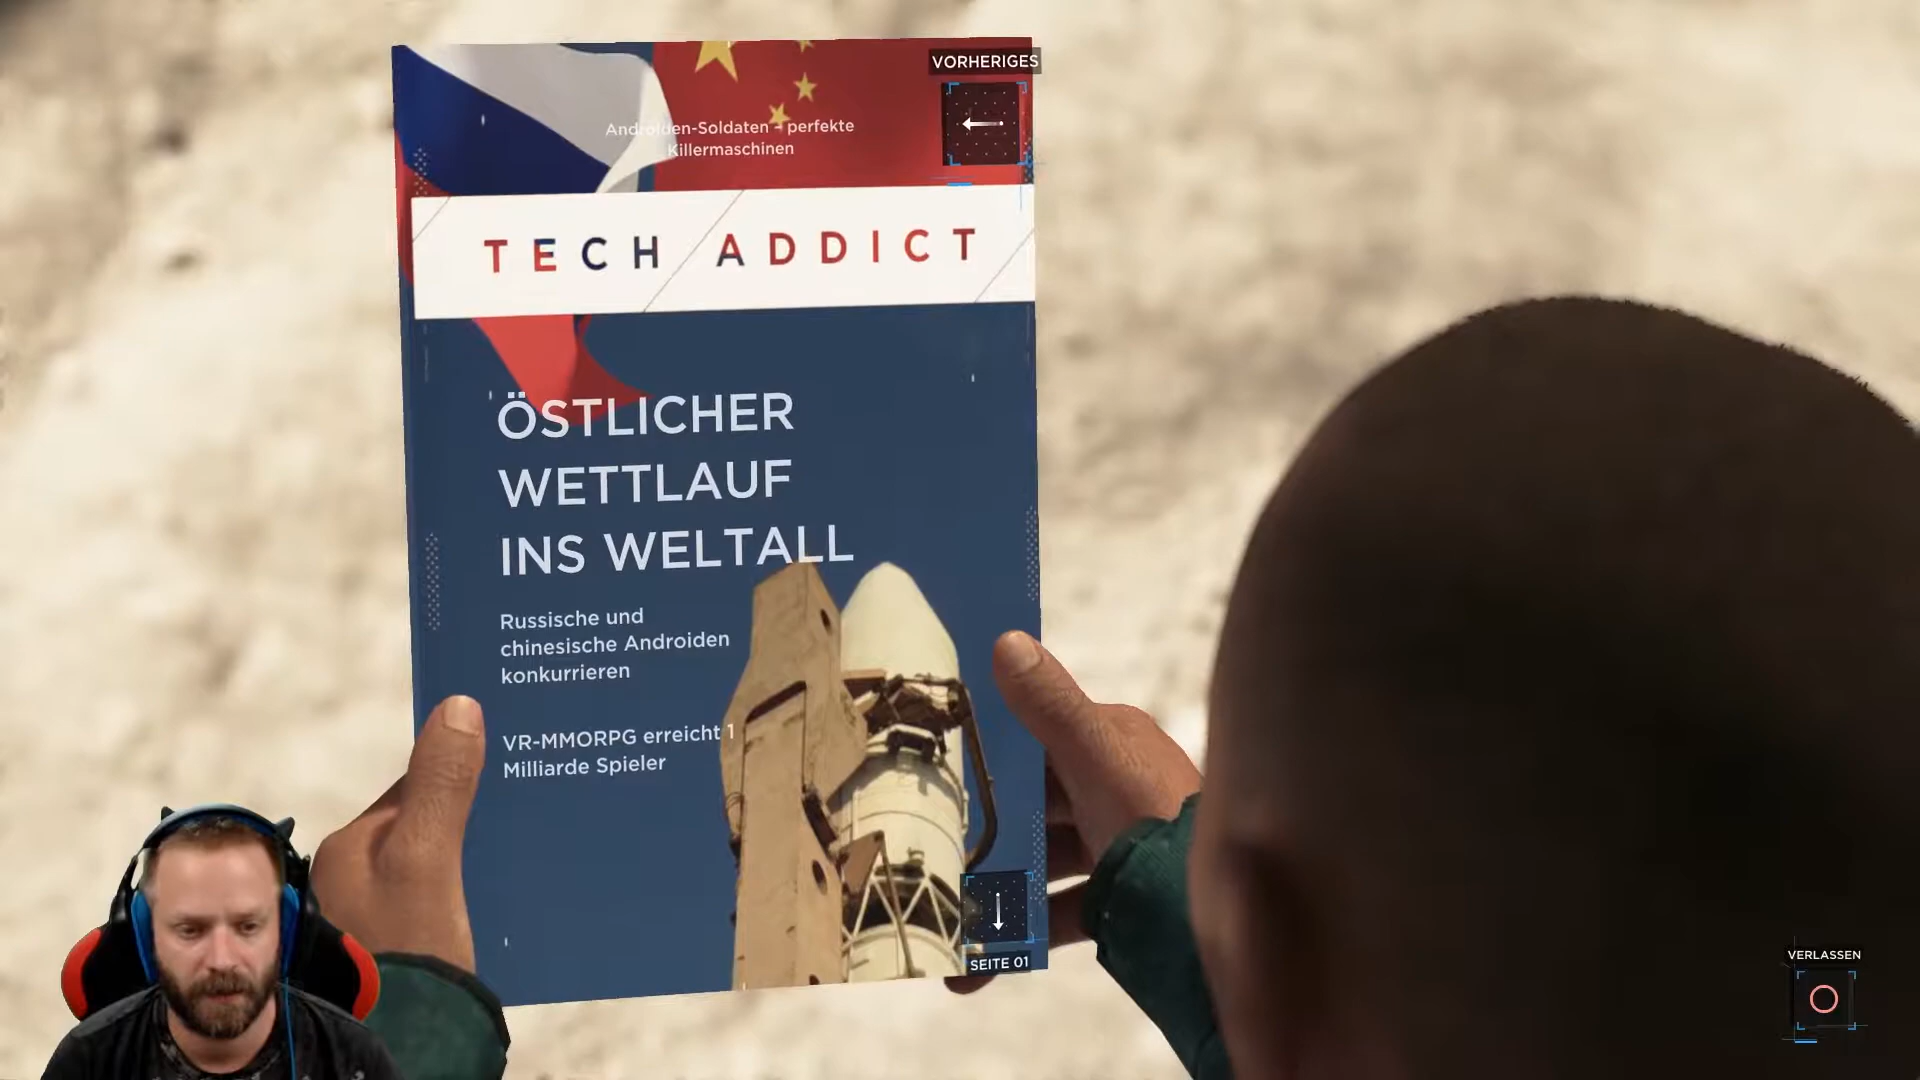 VORHERIGES
Androiden-Soldaten - perfekte
Killermaschinen
TECH ADDICT
ÖSTLICHER
WETTLAUF
INS WELTALL
Russische und
chinesische Androiden
konkurrieren
VR-MMORPG erreicht 1
Milliarde Spieler
SEITE 01
VERLASSEN